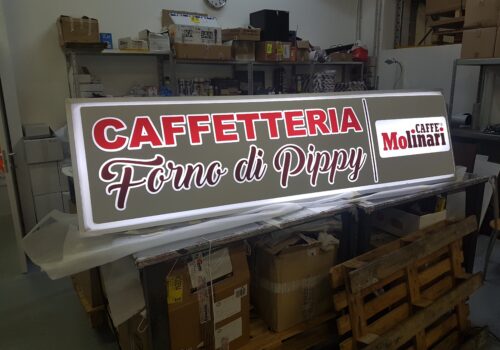 CAFFETTERIA
Forno di Pippy
CAFFÈ
Molinari